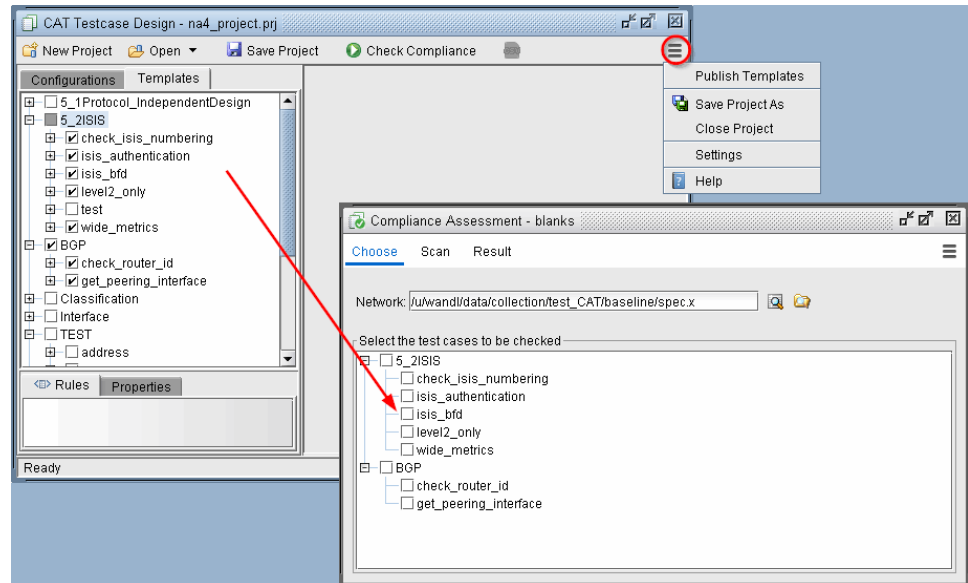 CAT Testcase Design - na4_project.prj
New Project Open Save Project Check Compliance
Configurations Templates
5_1Protocol_IndependentDesign
5_2ISIS
check_isis_numbering
isis_authentication
isis_bfd
level2_only
test
wide_metrics
BGP
check_router_id
get_peering_interface
Classification
Interface
TEST
address
Rules Properties
Ready
Publish Templates
Save Project As
Close Project
Settings
Help
Compliance Assessment - blanks
Choose Scan Result
Network: /u/wandl/data/collection/test_CAT/baseline/spec.x
Select the test cases to be checked
5_2ISIS
check_isis_numbering
isis_authentication
isis_bfd
level2_only
wide_metrics
BGP
check_router_id
get_peering_interface